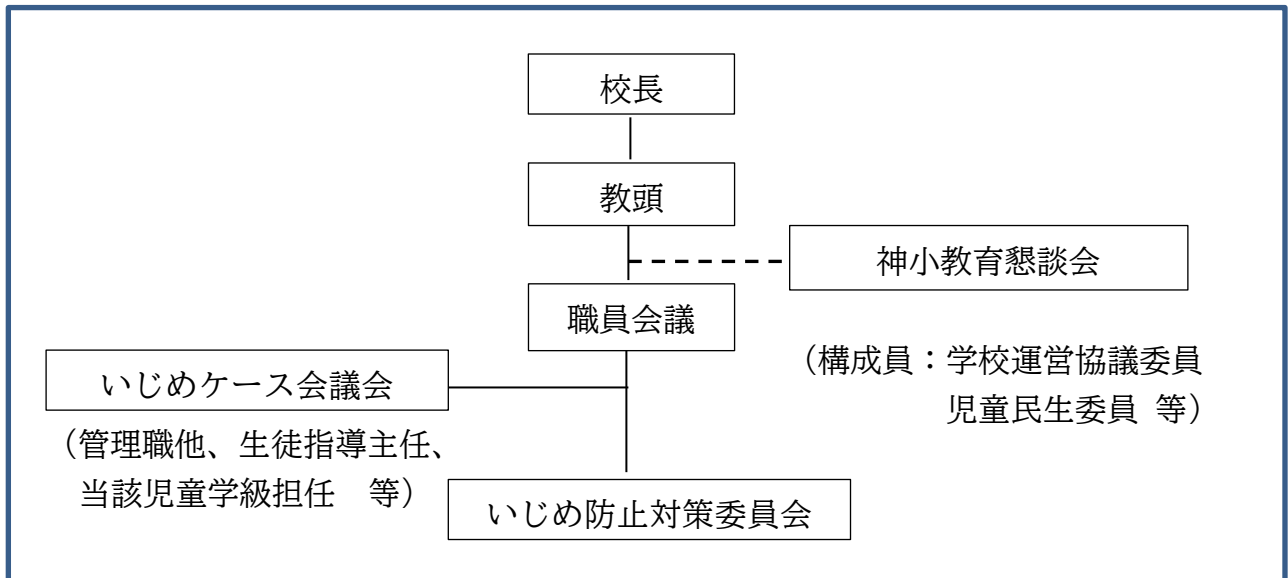 校長
教頭
神小教育懇談会
職員会議
（構成員：学校運営協議委員
児童民生委員 等）
いじめケース会議会
（管理職他、生徒指導主任、
当該児童学級担任　等）
いじめ防止対策委員会